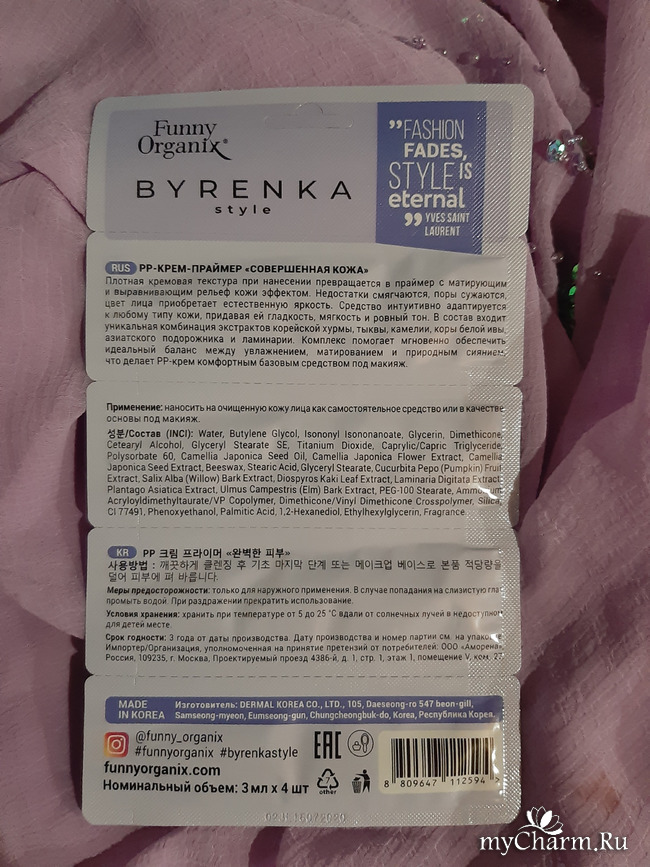 Funny
Organix®
BYRENKA
style
”FASHION
FADES,
STYLE IS
eternal
” YVES SAINT
LAURENT
RUS PP-КРЕМ-ПРАЙМЕР «СОВЕРШЕННАЯ КОЖА»
Плотная кремовая текстура при нанесении превращается в праймер с матирующим
и выравнивающим рельеф кожи эффектом. Недостатки смягчаются, поры сужаются,
цвет лица приобретает естественную яркость. Средство интуитивно адаптируется
к любому типу кожи, придавая ей гладкость, мягкость и ровный тон. В состав входит
уникальная комбинация экстрактов корейской хурмы, тыквы, камелии, коры белой ивы,
азиатского подорожника и ламинарии. Комплекс помогает мгновенно обеспечить
идеальный баланс между увлажнением, матированием и природным сиянием,
что делает PP-крем комфортным базовым средством под макияж.
Применение: наносить на очищенную кожу лица как самостоятельное средство или в качестве
основы под макияж.
성분/Состав (INCI): Water, Butylene Glycol, Isononyl Isononanoate, Glycerin, Dimethicone,
Cetearyl Alcohol, Glyceryl Stearate SE, Titanium Dioxide, Caprylic/Capric Triglyceride,
Polysorbate 60, Camellia Japonica Seed Oil, Camellia Japonica Flower Extract, Camellia
Japonica Seed Extract, Beeswax, Stearic Acid, Glyceryl Stearate, Cucurbita Pepo (Pumpkin) Fruit
Extract, Salix Alba (Willow) Bark Extract, Diospyros Kaki Leaf Extract, Laminaria Digitata Extract,
Plantago Asiatica Extract, Ulmus Campestris (Elm) Bark Extract, PEG-100 Stearate, Ammonium
Acryloyldimethyltaurate/VP Copolymer, Dimethicone/Vinyl Dimethicone Crosspolymer, Silica,
CI 77491, Phenoxyethanol, Palmitic Acid, 1,2-Hexanediol, Ethylhexylglycerin, Fragrance.
KR PP 크림 프라이머 «완벽한 피부»
사용방법 : 깨끗하게 클렌징 후 기초 마지막 단계 또는 메이크업 베이스로 본품 적당량을
덜어 피부에 펴 바릅니다.
Меры предосторожности: только для наружного применения. В случае попадания на слизистую глаз
промыть водой. При раздражении прекратить использование.
Условия хранения: хранить при температуре от 5 до 25 °C вдали от солнечных лучей в недоступном
для детей месте.
Срок годности: 3 года от даты производства. Дата производства и номер партии см. на упаковке.
Импортер/Организация, уполномоченная на принятие претензий от потребителей: ООО «Аморена»,
Россия, 109235, г. Москва, Проектируемый проезд 4386-й, д. 1, стр. 1, этаж 1, помещение V, ком. 27.
MADE
IN KOREA
Изготовитель: DERMAL KOREA CO., LTD., 105, Daeseong-ro 547 beon-gill,
Samseong-myeon, Eumseong-gun, Chungcheongbuk-do, Korea, Республика Корея.
@funny_organix
#funnyorganix #byrenkastyle
funnyorganix.com
Номинальный объем: 3 мл x 4 шт
EAC
7
other
8 809647 112594 >
myCharm.Ru